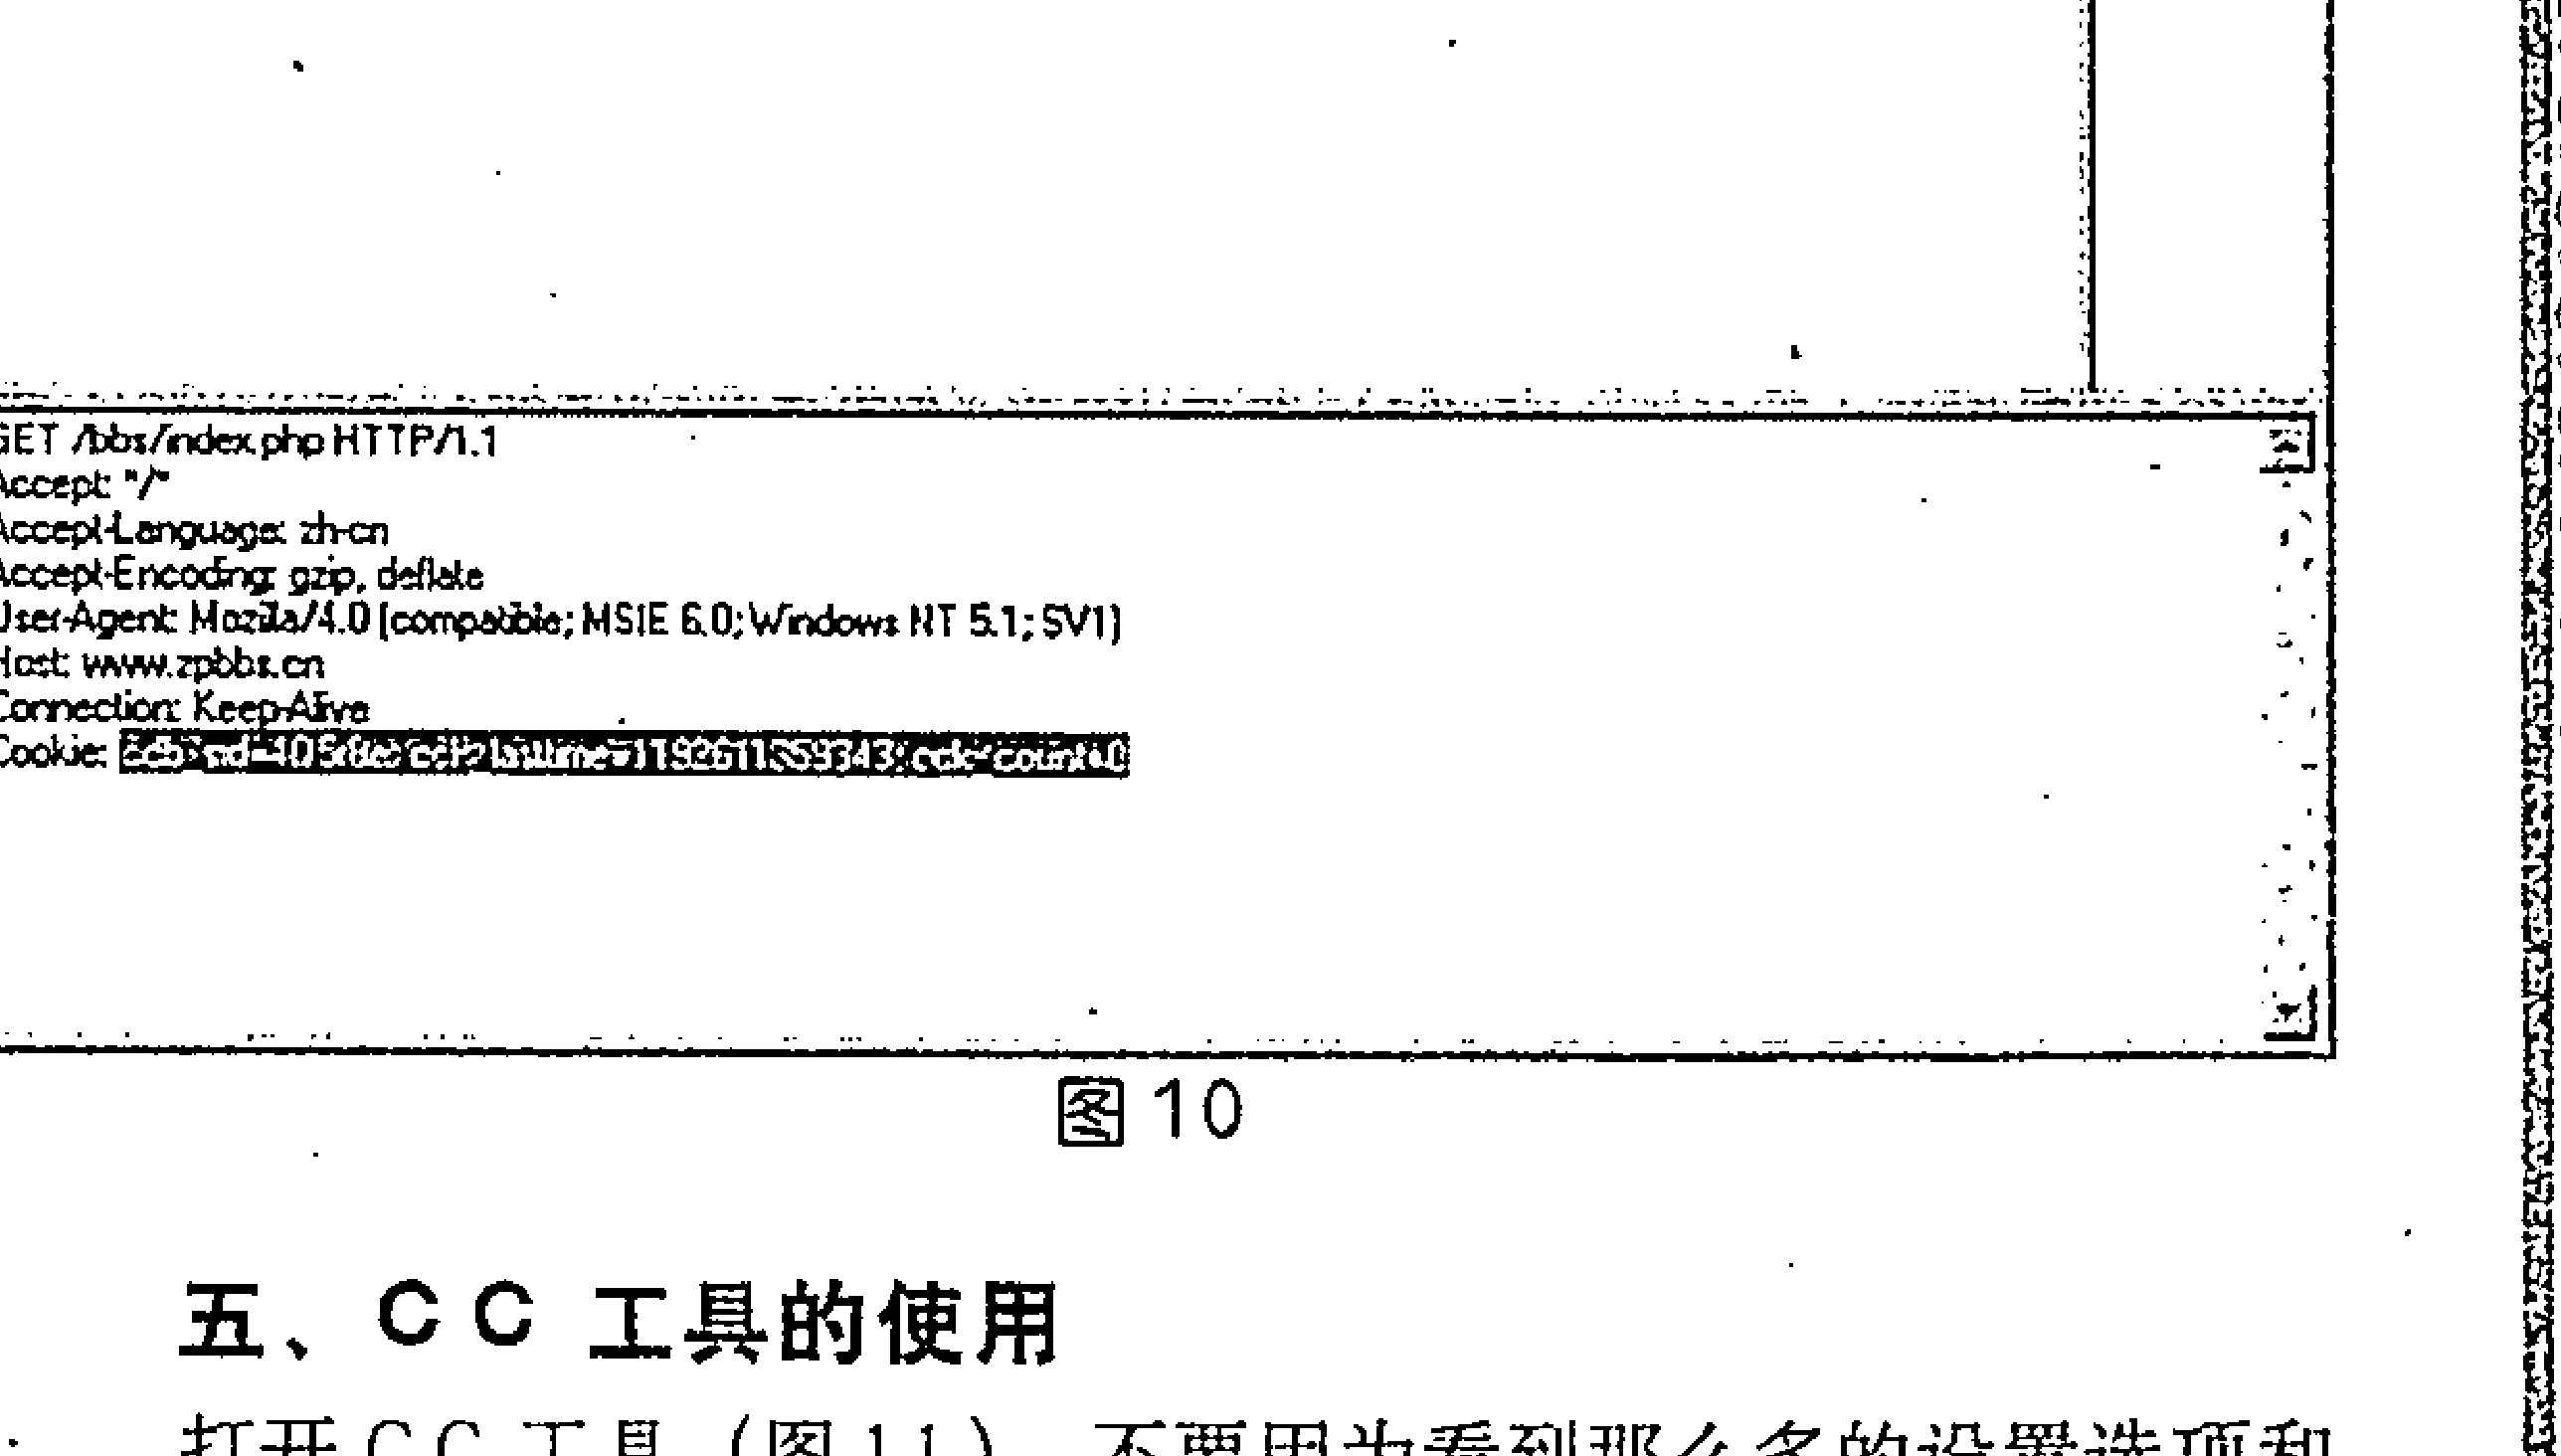 GET /bbs/index.php HTTP/1.1
Accept: "/"
Accept-Language: zh-cn
Accept-Encoding: gzip, deflate
User-Agent: Mozilla/4.0 (compatible; MSIE 6.0; Windows NT 5.1; SV1)
Host: www.zpbbs.cn
Connection: Keep-Alive
Cookie:
图10
五、CC 工具的使用
打开CC工具（图11），不要因为看到那么多的设置选项和